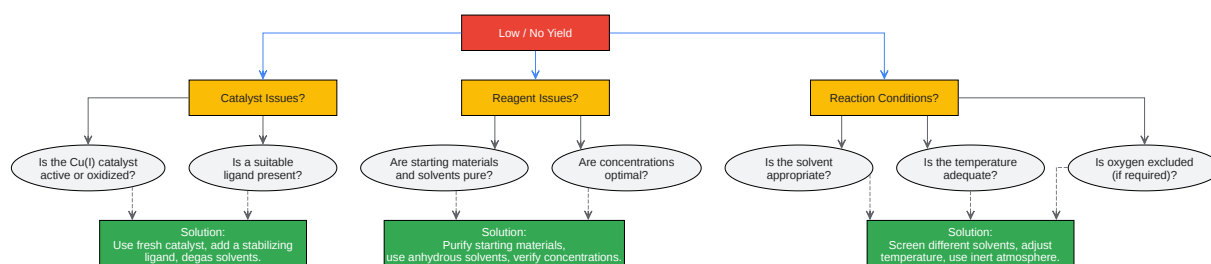 Low / No Yield
Catalyst Issues?
Reagent Issues?
Reaction Conditions?
Is the Cu(I) catalyst
active or oxidized?
Is a suitable
ligand present?
Are starting materials
and solvents pure?
Are concentrations
optimal?
Is the solvent
appropriate?
Is the temperature
adequate?
Is oxygen excluded
(if required)?
Solution:
Use fresh catalyst, add a stabilizing
ligand, degas solvents.
Solution:
Purify starting materials,
use anhydrous solvents, verify concentrations.
Solution:
Screen different solvents, adjust
temperature, use inert atmosphere.